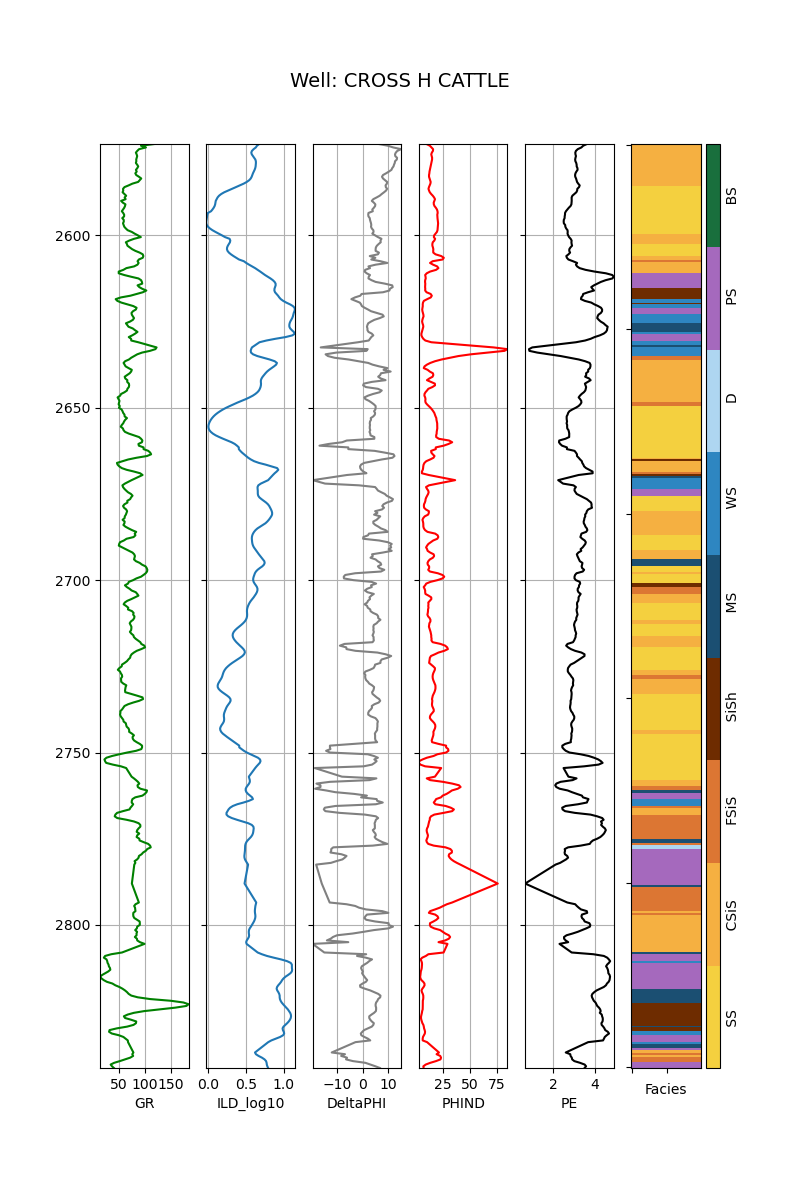 Well: CROSS H CATTLE
2600
2650
2700
2750
2800
50 100 150
0.0 0.5 1.0
−10 0 10
25 50 75
2 4
GR
ILD_log10
DeltaPHI
PHIND
PE
Facies
BS
PS
D
WS
MS
SiSh
FSiS
CSiS
SS